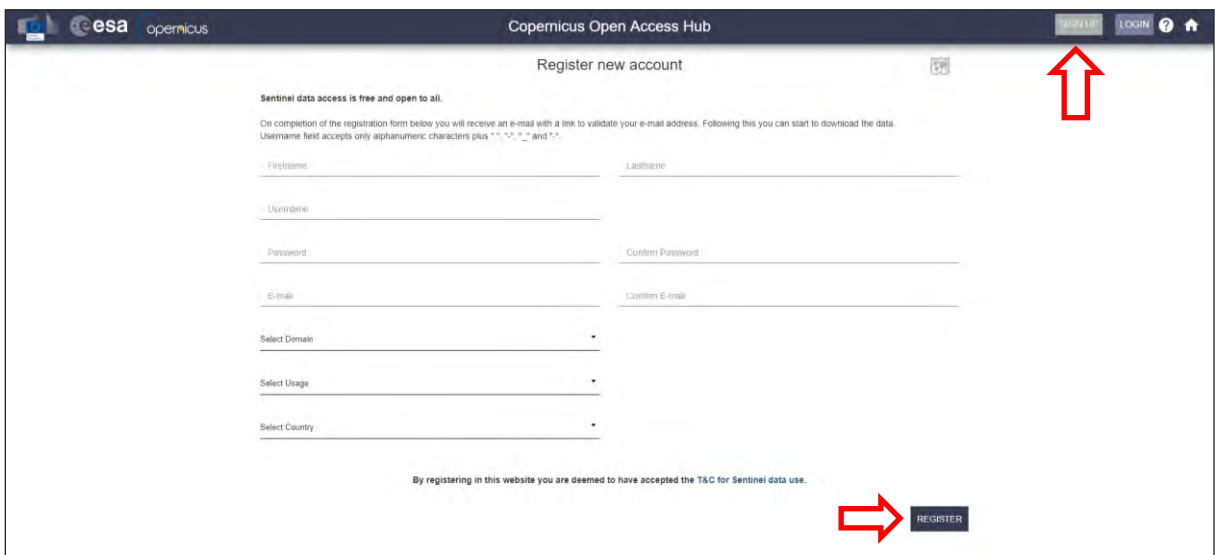 esa opernicus Copernicus Open Access Hub SIGN UP LOGIN ?
Register new account
Sentinel data access is free and open to all.
On completion of the registration form below you will receive an e-mail with a link to validate your e-mail address. Following this you can start to download the data.
Username field accepts only alphanumeric characters plus ".", "-", "_" and "-".
Firstname Lastname
Username
Password Confirm Password
E-mail Confirm E-mail
Select Domain
Select Usage
Select Country
By registering in this website you are deemed to have accepted the T&C for Sentinel data use.
REGISTER